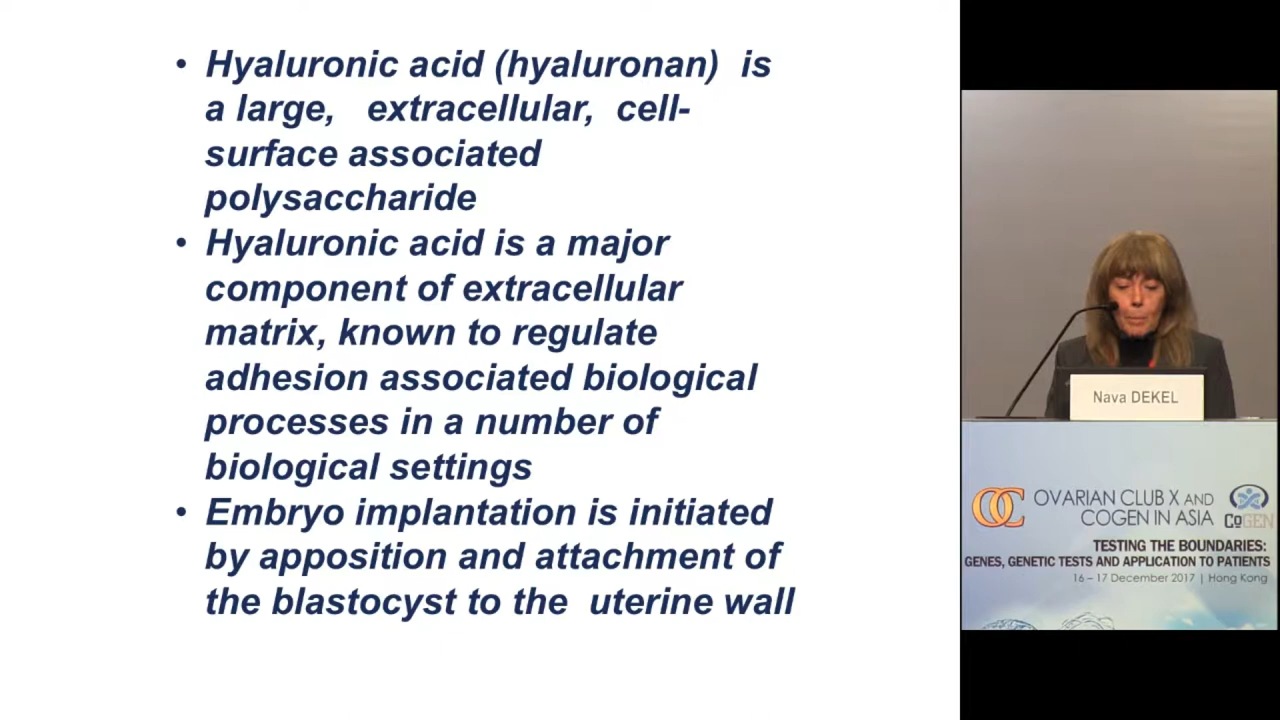 • Hyaluronic acid (hyaluronan) is
a large, extracellular, cell-
surface associated
polysaccharide
• Hyaluronic acid is a major
component of extracellular
matrix, known to regulate
adhesion associated biological
processes in a number of
biological settings
• Embryo implantation is initiated
by apposition and attachment of
the blastocyst to the uterine wall
Nava DEKEL
OC OVARIAN CLUB X AND
COGEN IN ASIA
CoGEN
TESTING THE BOUNDARIES:
GENES, GENETIC TESTS AND APPLICATION TO PATIENTS
16 – 17 December 2017 | Hong Kong